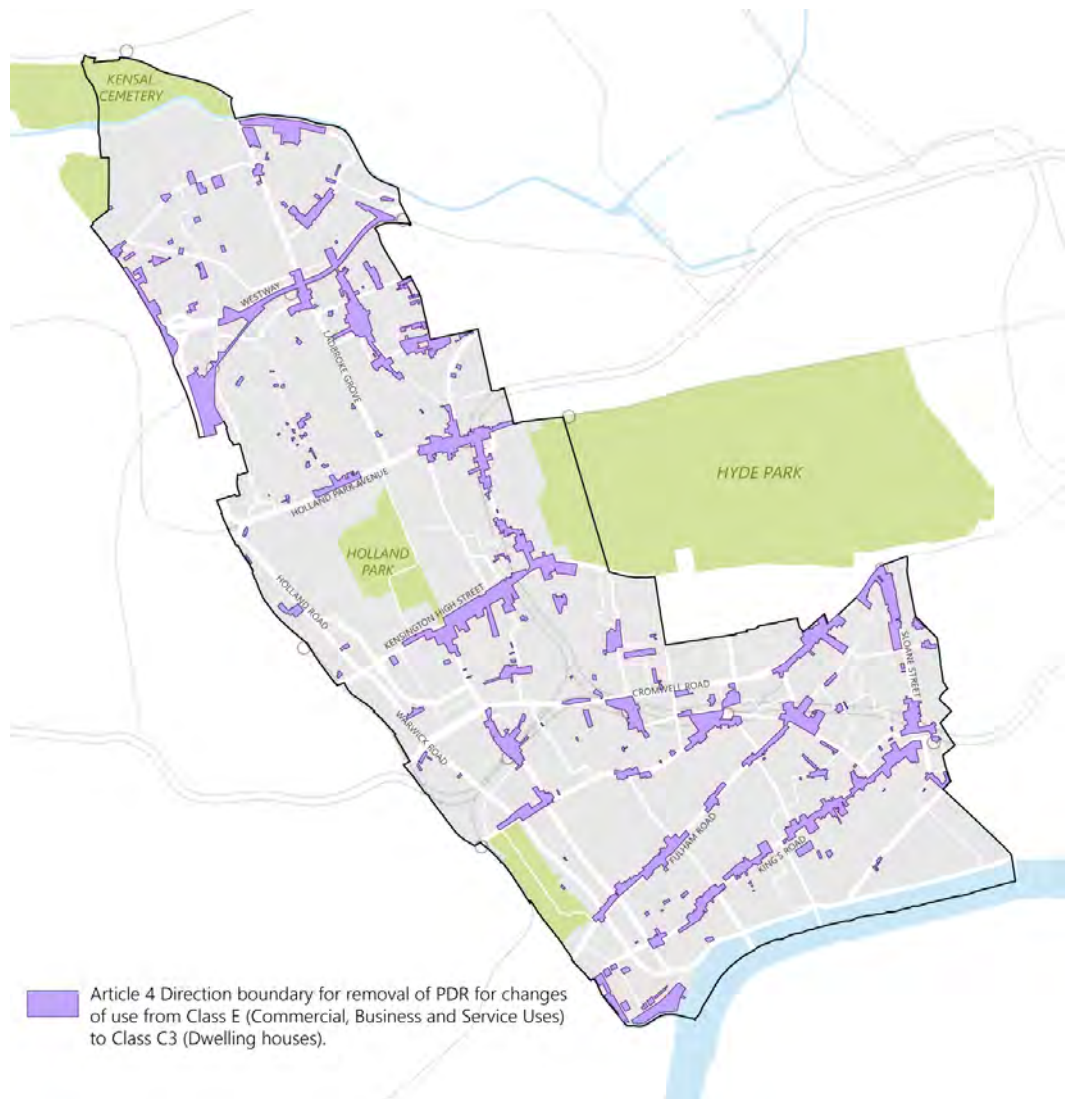 KENSAL
CEMETERY
WESTWAY
LADBROKE GROVE
HYDE PARK
HOLLAND PARK AVENUE
HOLLAND
PARK
HOLLAND ROAD
KENSINGTON HIGH STREET
SLOANE STREET
CROMWELL ROAD
WARWICK ROAD
FULHAM ROAD
KING'S ROAD
Article 4 Direction boundary for removal of PDR for changes
of use from Class E (Commercial, Business and Service Uses)
to Class C3 (Dwelling houses).